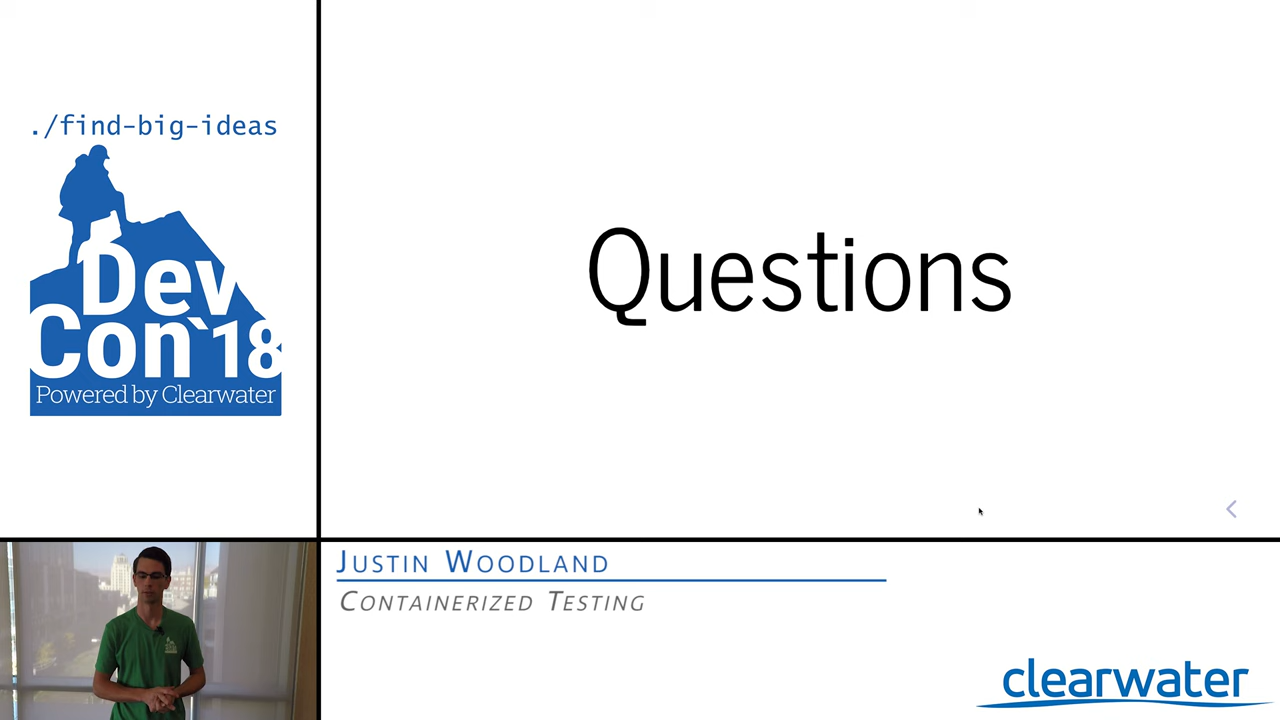 ./find-big-ideas
Dev
Con`18
Powered by Clearwater
Questions
JUSTIN WOODLAND
CONTAINERIZED TESTING
clearwater